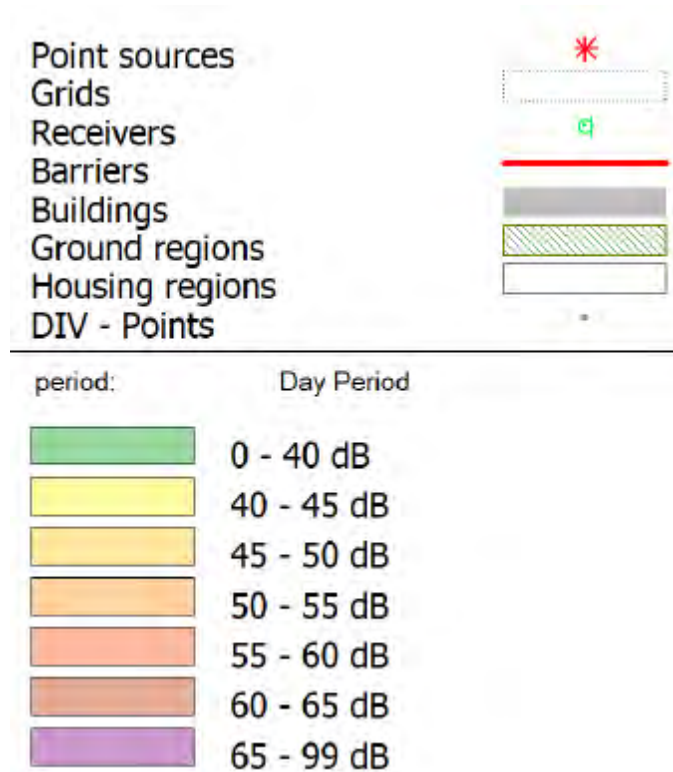 Point sources
Grids
Receivers
Barriers
Buildings
Ground regions
Housing regions
DIV - Points
period: Day Period
0 - 40 dB
40 - 45 dB
45 - 50 dB
50 - 55 dB
55 - 60 dB
60 - 65 dB
65 - 99 dB